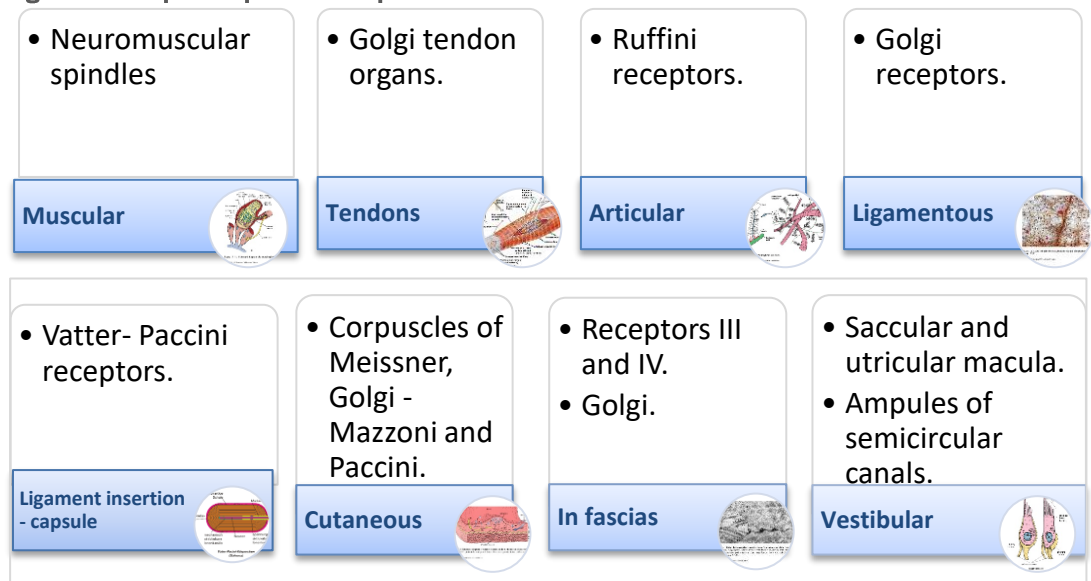 • Neuromuscular
spindles
• Golgi tendon
organs.
• Ruffini
receptors.
• Golgi
receptors.
Muscular
Tendons
Articular
Ligamentous
• Vatter- Paccini
receptors.
• Corpuscles of
Meissner,
Golgi -
Mazzoni and
Paccini.
• Receptors III
and IV.
• Golgi.
• Saccular and
utricular macula.
• Ampules of
semicircular
canals.
Ligament insertion
- capsule
Cutaneous
In fascias
Vestibular